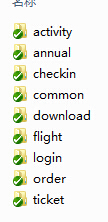 名称
activity
annual
checkin
common
download
flight
login
order
ticket